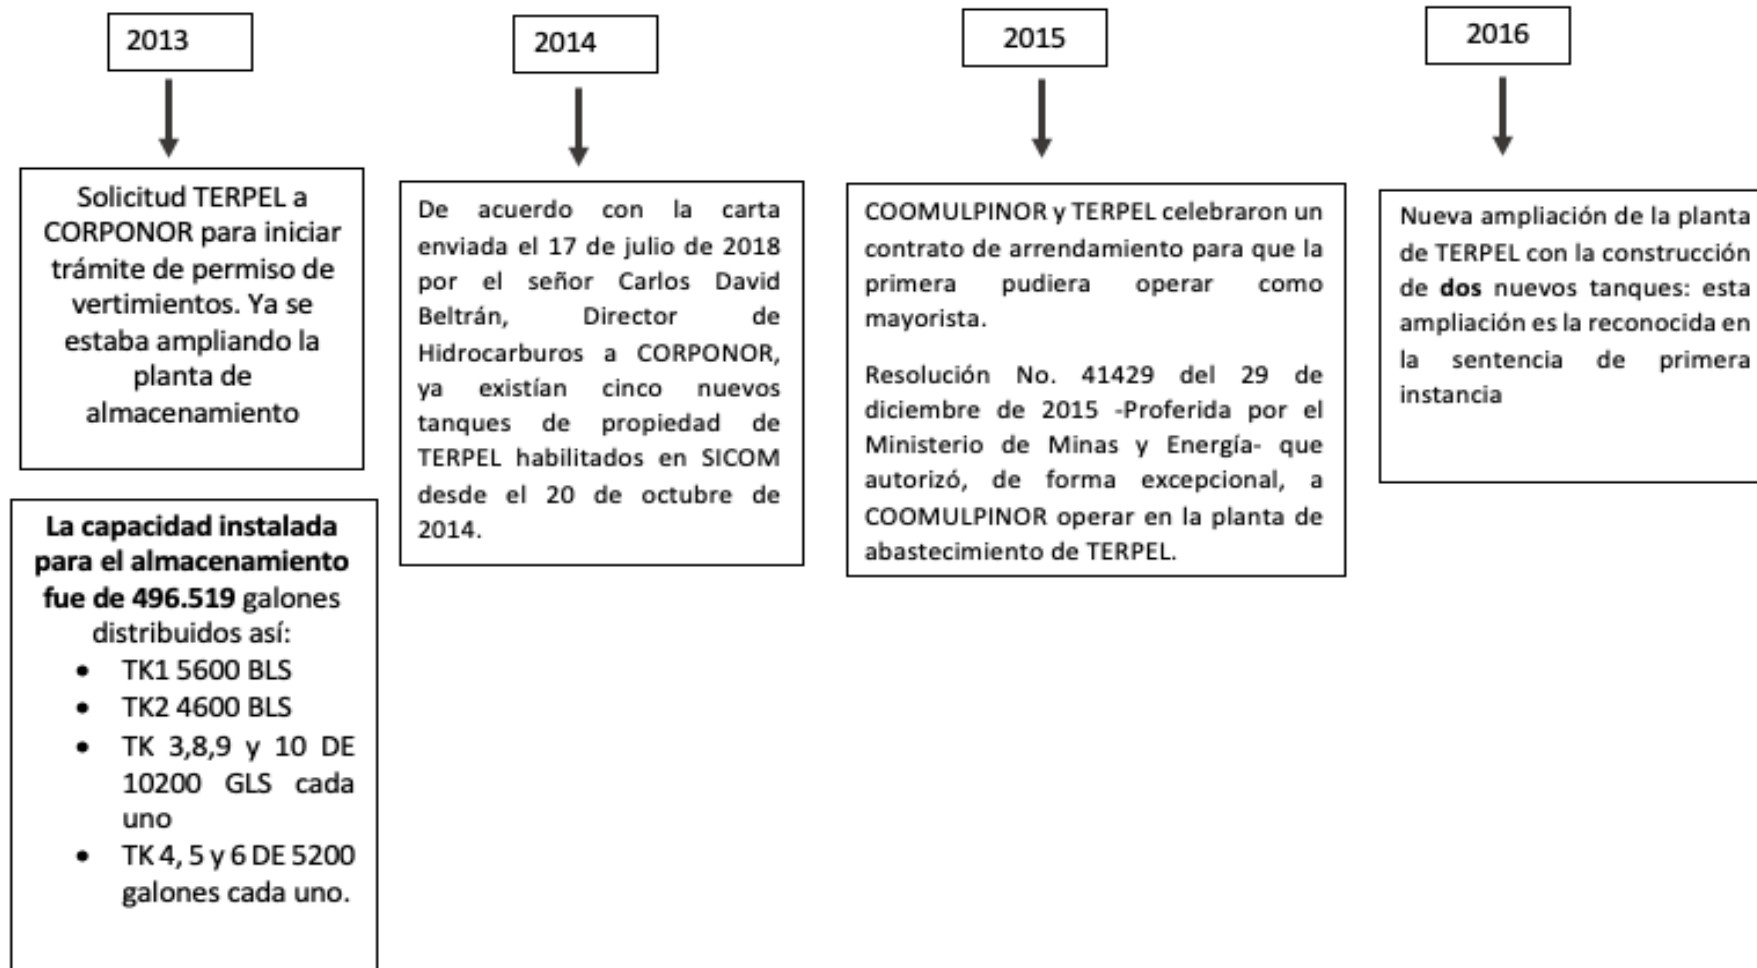 2013
Solicitud TERPEL a
CORPONOR para iniciar
trámite de permiso de
vertimientos. Ya se
estaba ampliando la
planta de
almacenamiento
La capacidad instalada
para el almacenamiento
fue de 496.519 galones
distribuidos así:
• TK1 5600 BLS
• TK2 4600 BLS
• TK 3,8,9 y 10 DE
10200 GLS cada
uno
• TK 4, 5 y 6 DE 5200
galones cada uno.
2014
De acuerdo con la carta
enviada el 17 de julio de 2018
por el señor Carlos David
Beltrán, Director de
Hidrocarburos a CORPONOR,
ya existían cinco nuevos
tanques de propiedad de
TERPEL habilitados en SICOM
desde el 20 de octubre de
2014.
2015
COOMULPINOR y TERPEL celebraron un
contrato de arrendamiento para que la
primera pudiera operar como
mayorista.
Resolución No. 41429 del 29 de
diciembre de 2015 -Proferida por el
Ministerio de Minas y Energía- que
autorizó, de forma excepcional, a
COOMULPINOR operar en la planta de
abastecimiento de TERPEL.
2016
Nueva ampliación de la planta
de TERPEL con la construcción
de dos nuevos tanques: esta
ampliación es la reconocida en
la sentencia de primera
instancia